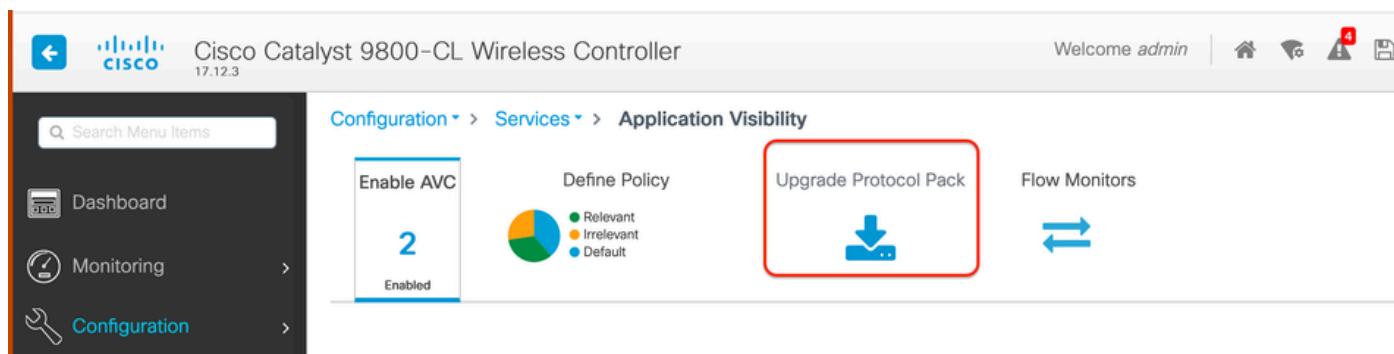 CISCO
Cisco Catalyst 9800-CL Wireless Controller
17.12.3
Welcome admin
4
Search Menu Items
Dashboard
Monitoring
Configuration
Configuration > Services > Application Visibility
Enable AVC
2
Enabled
Define Policy
Relevant
Irrelevant
Default
Upgrade Protocol Pack
Flow Monitors